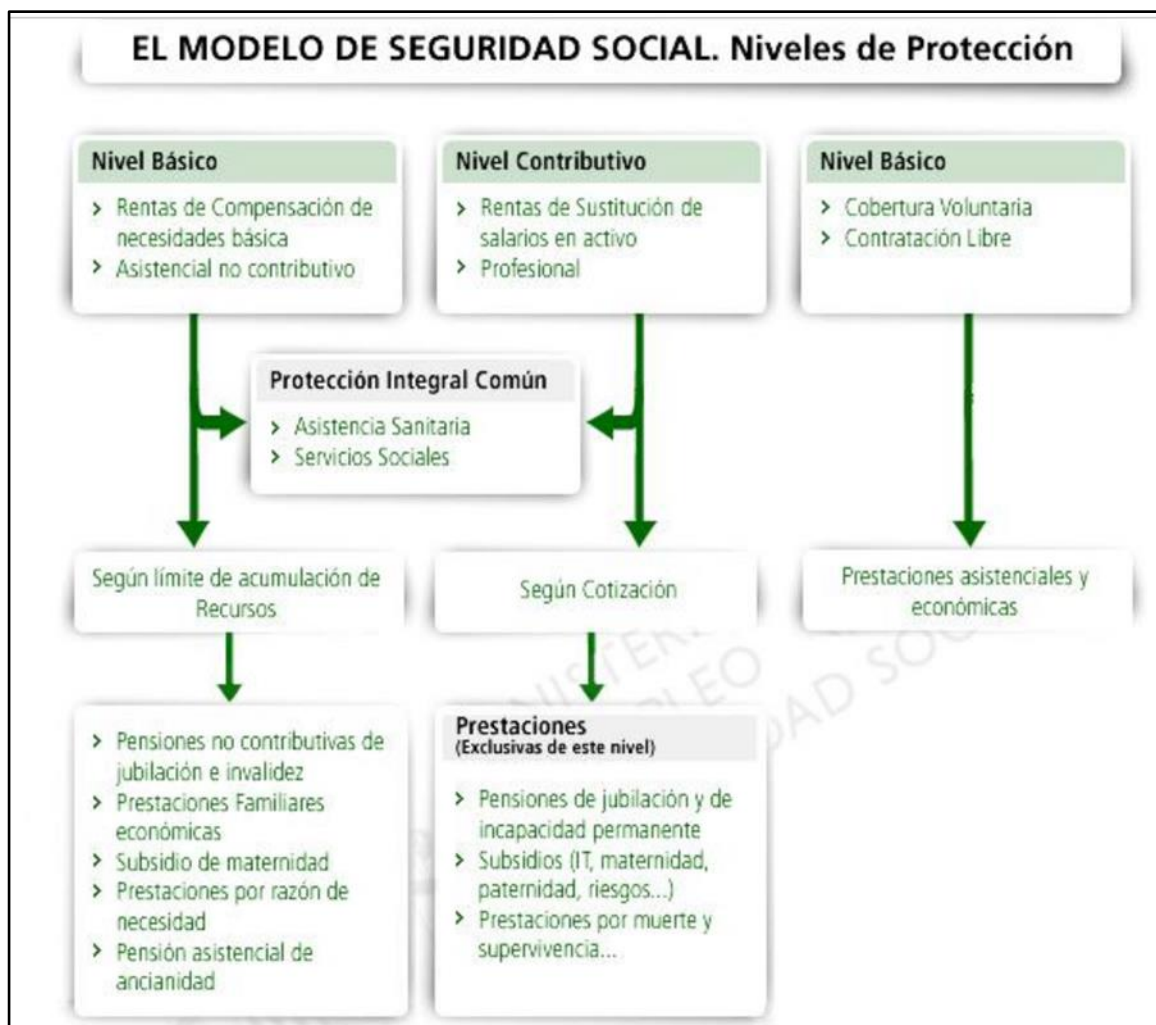 EL MODELO DE SEGURIDAD SOCIAL. Niveles de Protección
Nivel Básico
> Rentas de Compensación de
necesidades básica
> Asistencial no contributivo
Nivel Contributivo
> Rentas de Sustitución de
salarios en activo
> Profesional
Nivel Básico
> Cobertura Voluntaria
> Contratación Libre
Protección Integral Común
> Asistencia Sanitaria
> Servicios Sociales
Según límite de acumulación de
Recursos
Según Cotización
Prestaciones asistenciales y
económicas
> Pensiones no contributivas de
jubilación e invalidez
> Prestaciones Familiares
económicas
> Subsidio de maternidad
> Prestaciones por razón de
necesidad
> Pensión asistencial de
ancianidad
Prestaciones
(Exclusivas de este nivel)
> Pensiones de jubilación y de
incapacidad permanente
> Subsidios (IT, maternidad,
paternidad, riesgos...)
> Prestaciones por muerte y
supervivencia...